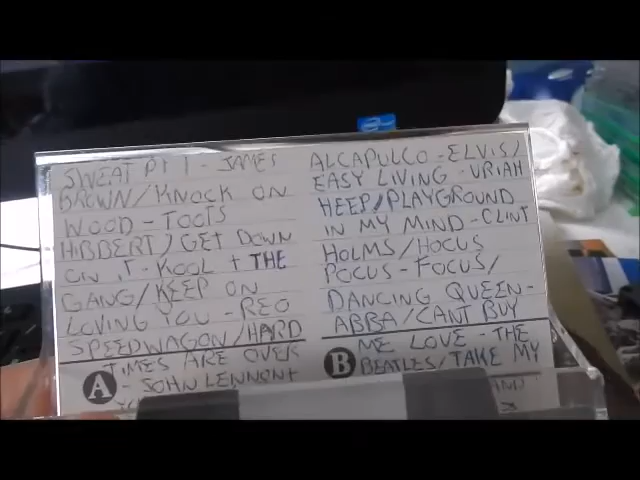 SWEAT PT 1 - JAMES
BROWN/KNOCK ON
WOOD - TOOTS
HIBBERT/GET DOWN
ON IT - KOOL + THE
GANG/KEEP ON
LOVING YOU - REO
SPEEDWAGON/HARD
TIMES ARE OVER
- JOHN LENNON+
A
ALCAPULCO - ELVIS/
EASY LIVING - URIAH
HEEP/PLAYGROUND
IN MY MIND - CLINT
HOLMS/HOCUS
POCUS - FOCUS/
DANCING QUEEN -
ABBA/CANT BUY
ME LOVE - THE
BEATLES/TAKE MY
B